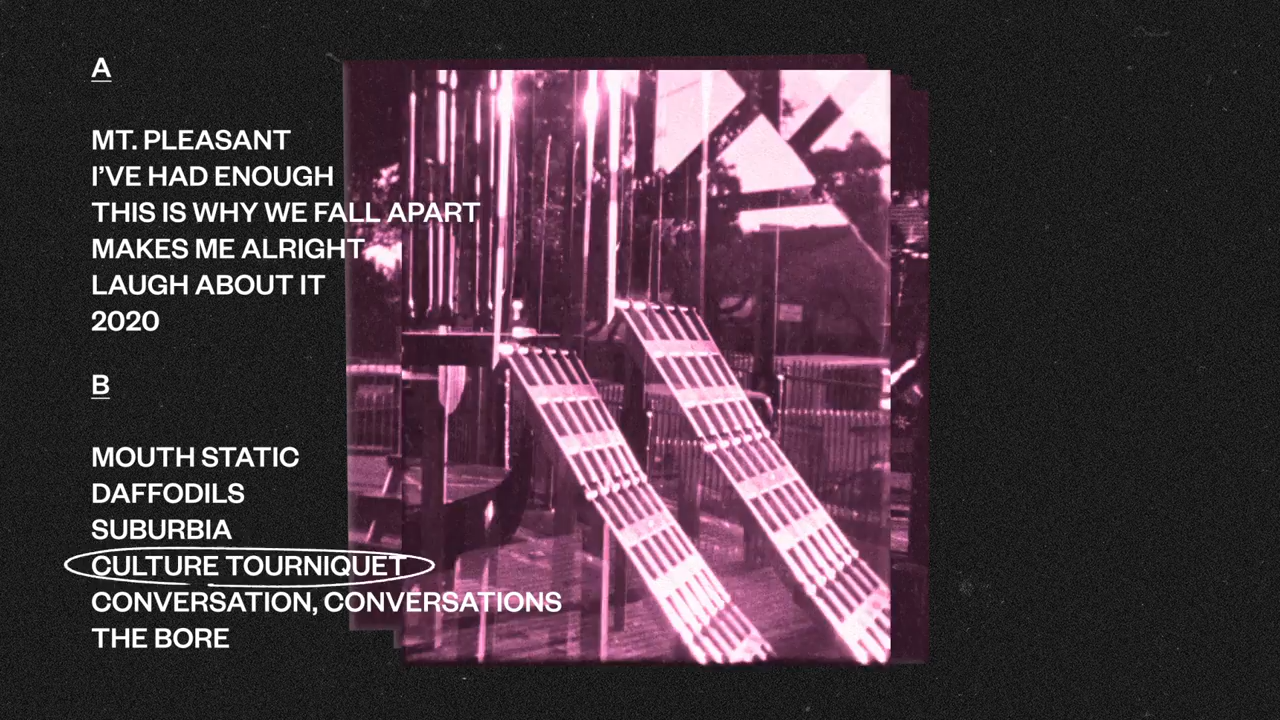 A
MT. PLEASANT
I’VE HAD ENOUGH
THIS IS WHY WE FALL APART
MAKES ME ALRIGHT
LAUGH ABOUT IT
2020
B
MOUTH STATIC
DAFFODILS
SUBURBIA
CULTURE TOURNIQUET
CONVERSATION, CONVERSATIONS
THE BORE